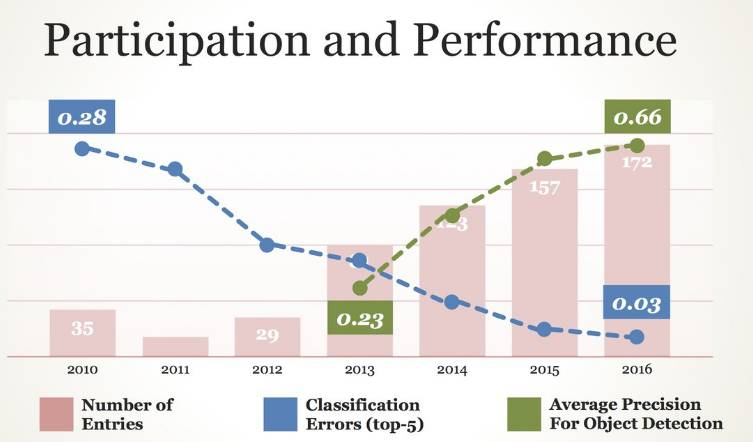 Participation and Performance
0.28
0.66
172
157
35
29
0.23
0.03
2010 2011 2012 2013 2014 2015 2016
Number of Entries
Classification Errors (top-5)
Average Precision For Object Detection